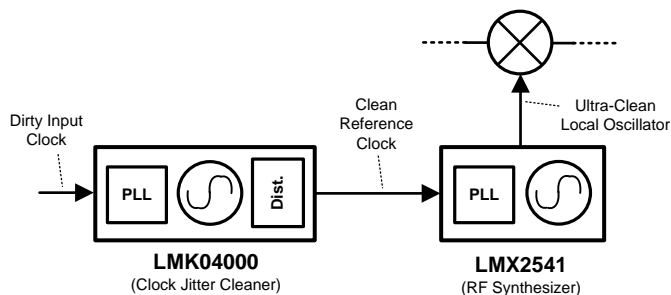 Dirty Input
Clock
PLL
Dist.
LMK04000
(Clock Jitter Cleaner)
Clean
Reference
Clock
PLL
LMX2541
(RF Synthesizer)
Ultra-Clean
Local Oscillator